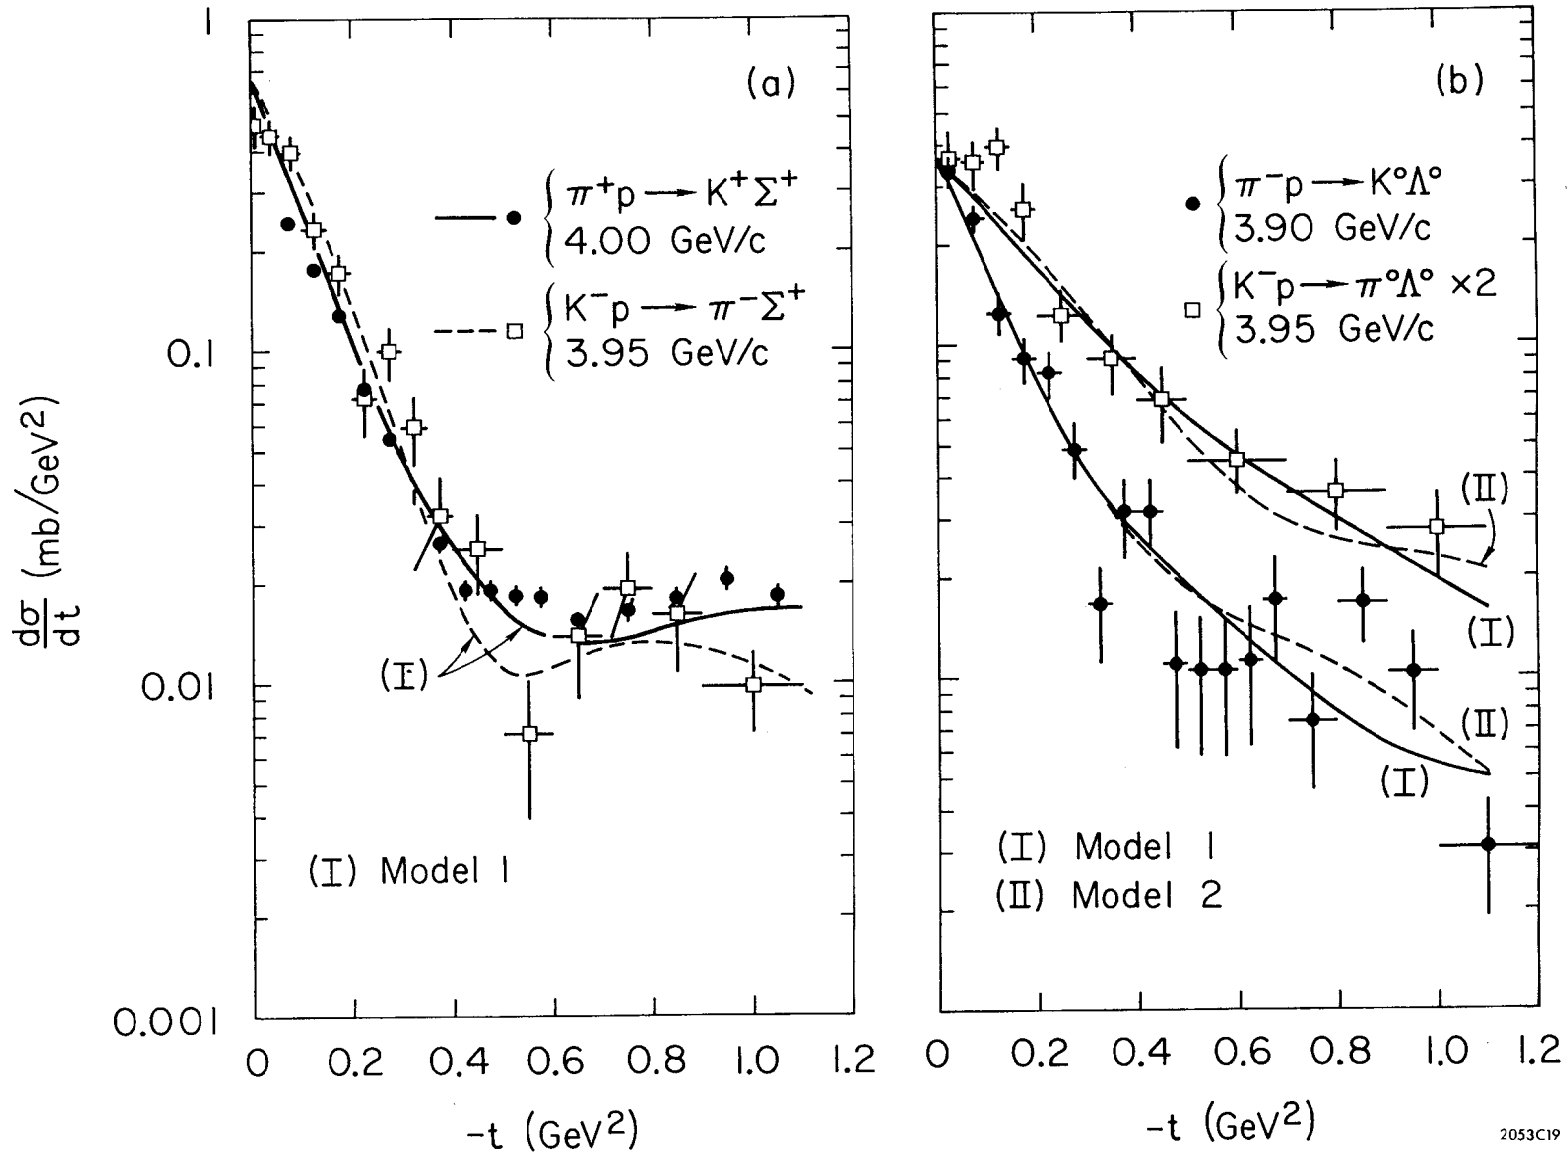 1
0.1
0.01
0.001
dσ/dt (mb/GeV²)
(a)
π⁺p → K⁺Σ⁺
4.00 GeV/c
K⁻p → π⁻Σ⁺
3.95 GeV/c
(I)
(I) Model 1
0 0.2 0.4 0.6 0.8 1.0 1.2
-t (GeV²)
(b)
π⁻p → K⁰Λ⁰
3.90 GeV/c
K⁻p → π⁰Λ⁰ ×2
3.95 GeV/c
(II)
(I)
(II)
(I)
(I) Model 1
(II) Model 2
0 0.2 0.4 0.6 0.8 1.0 1.2
-t (GeV²)
2053C19